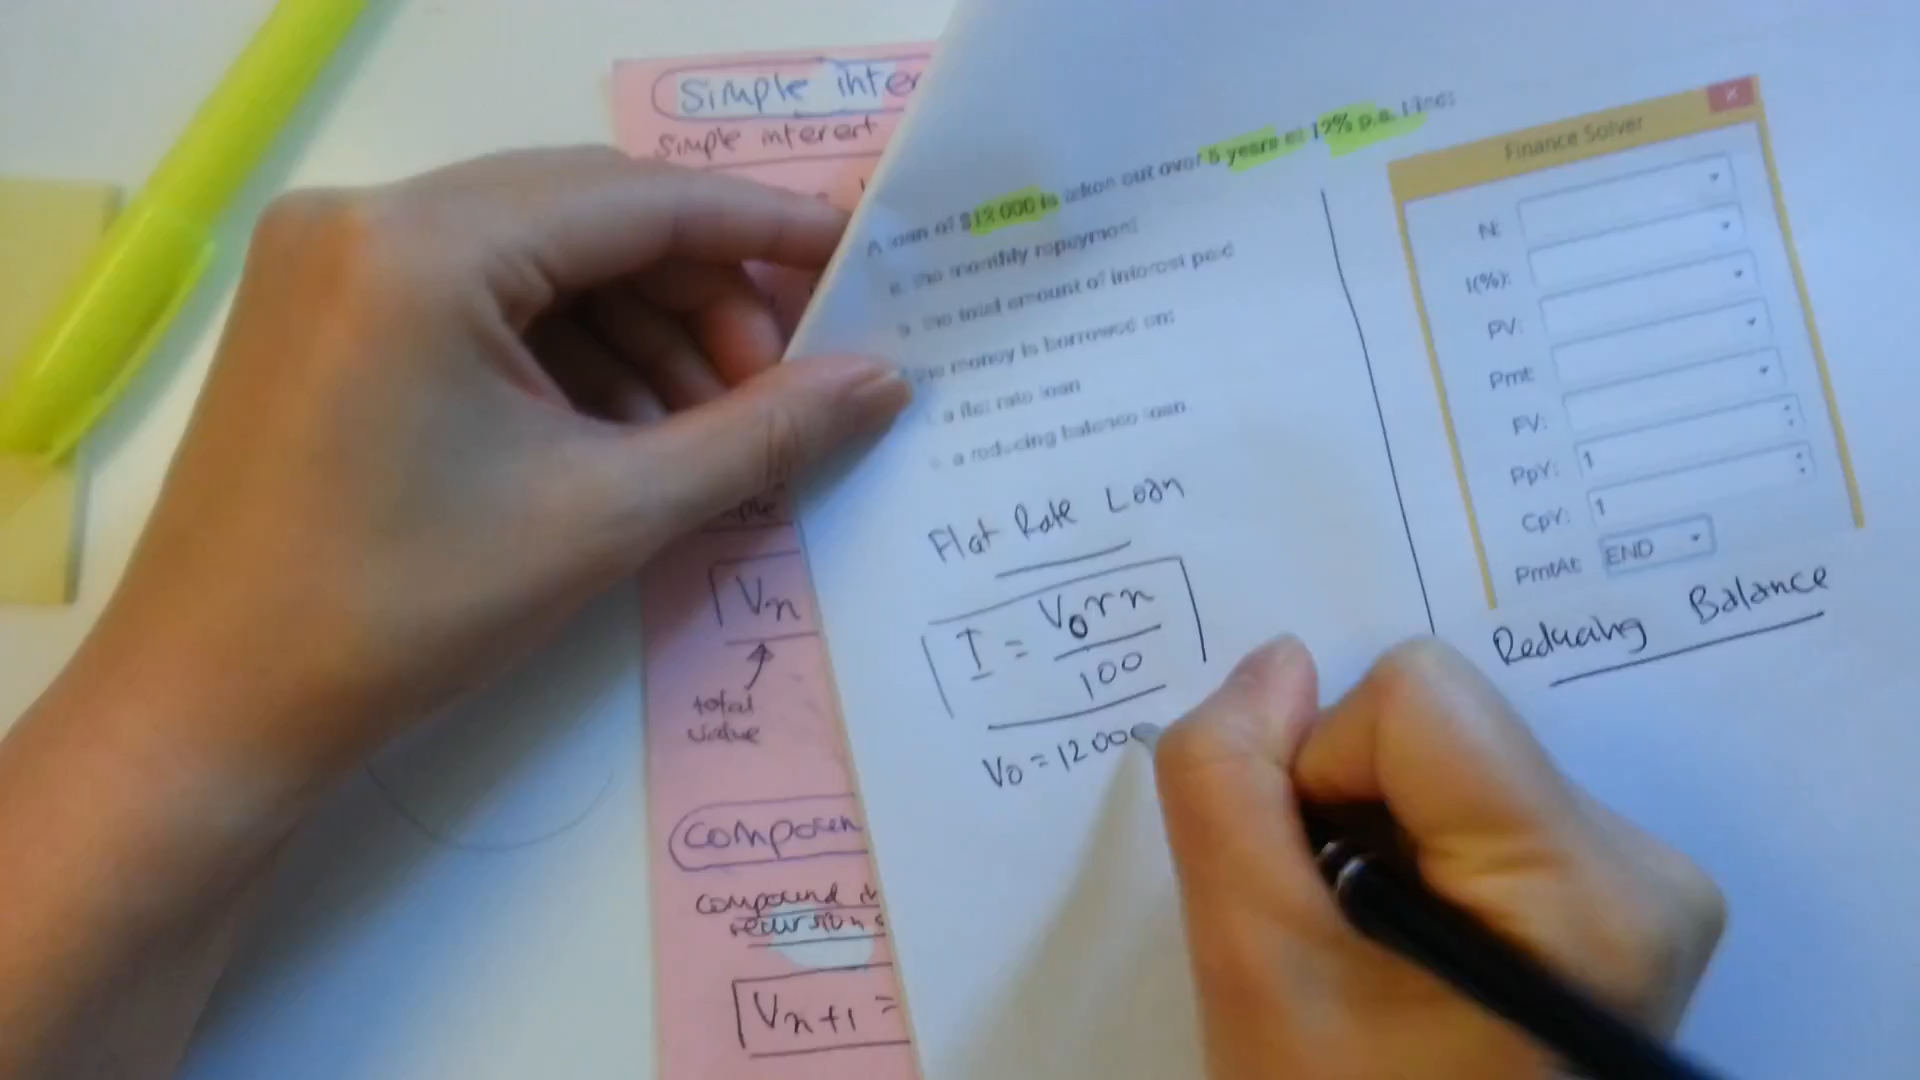 Simple inter
simple interest
Vn
total
value
Compoun
compound in
recursion
Vn+1 =
A loan of $12 000 is taken out over 5 years at 12% p.a. Find:
a. the monthly repayment
b. the total amount of interest paid
the money is borrowed on:
a flat rate loan
a reducing balance loan
Flat Rate Loan
I = V0rn
100
V0 = 12000
Finance Solver
N:
I(%):
PV:
Pmt:
FV:
PpY: 1
CpY: 1
PmtAt: END
Reducing Balance